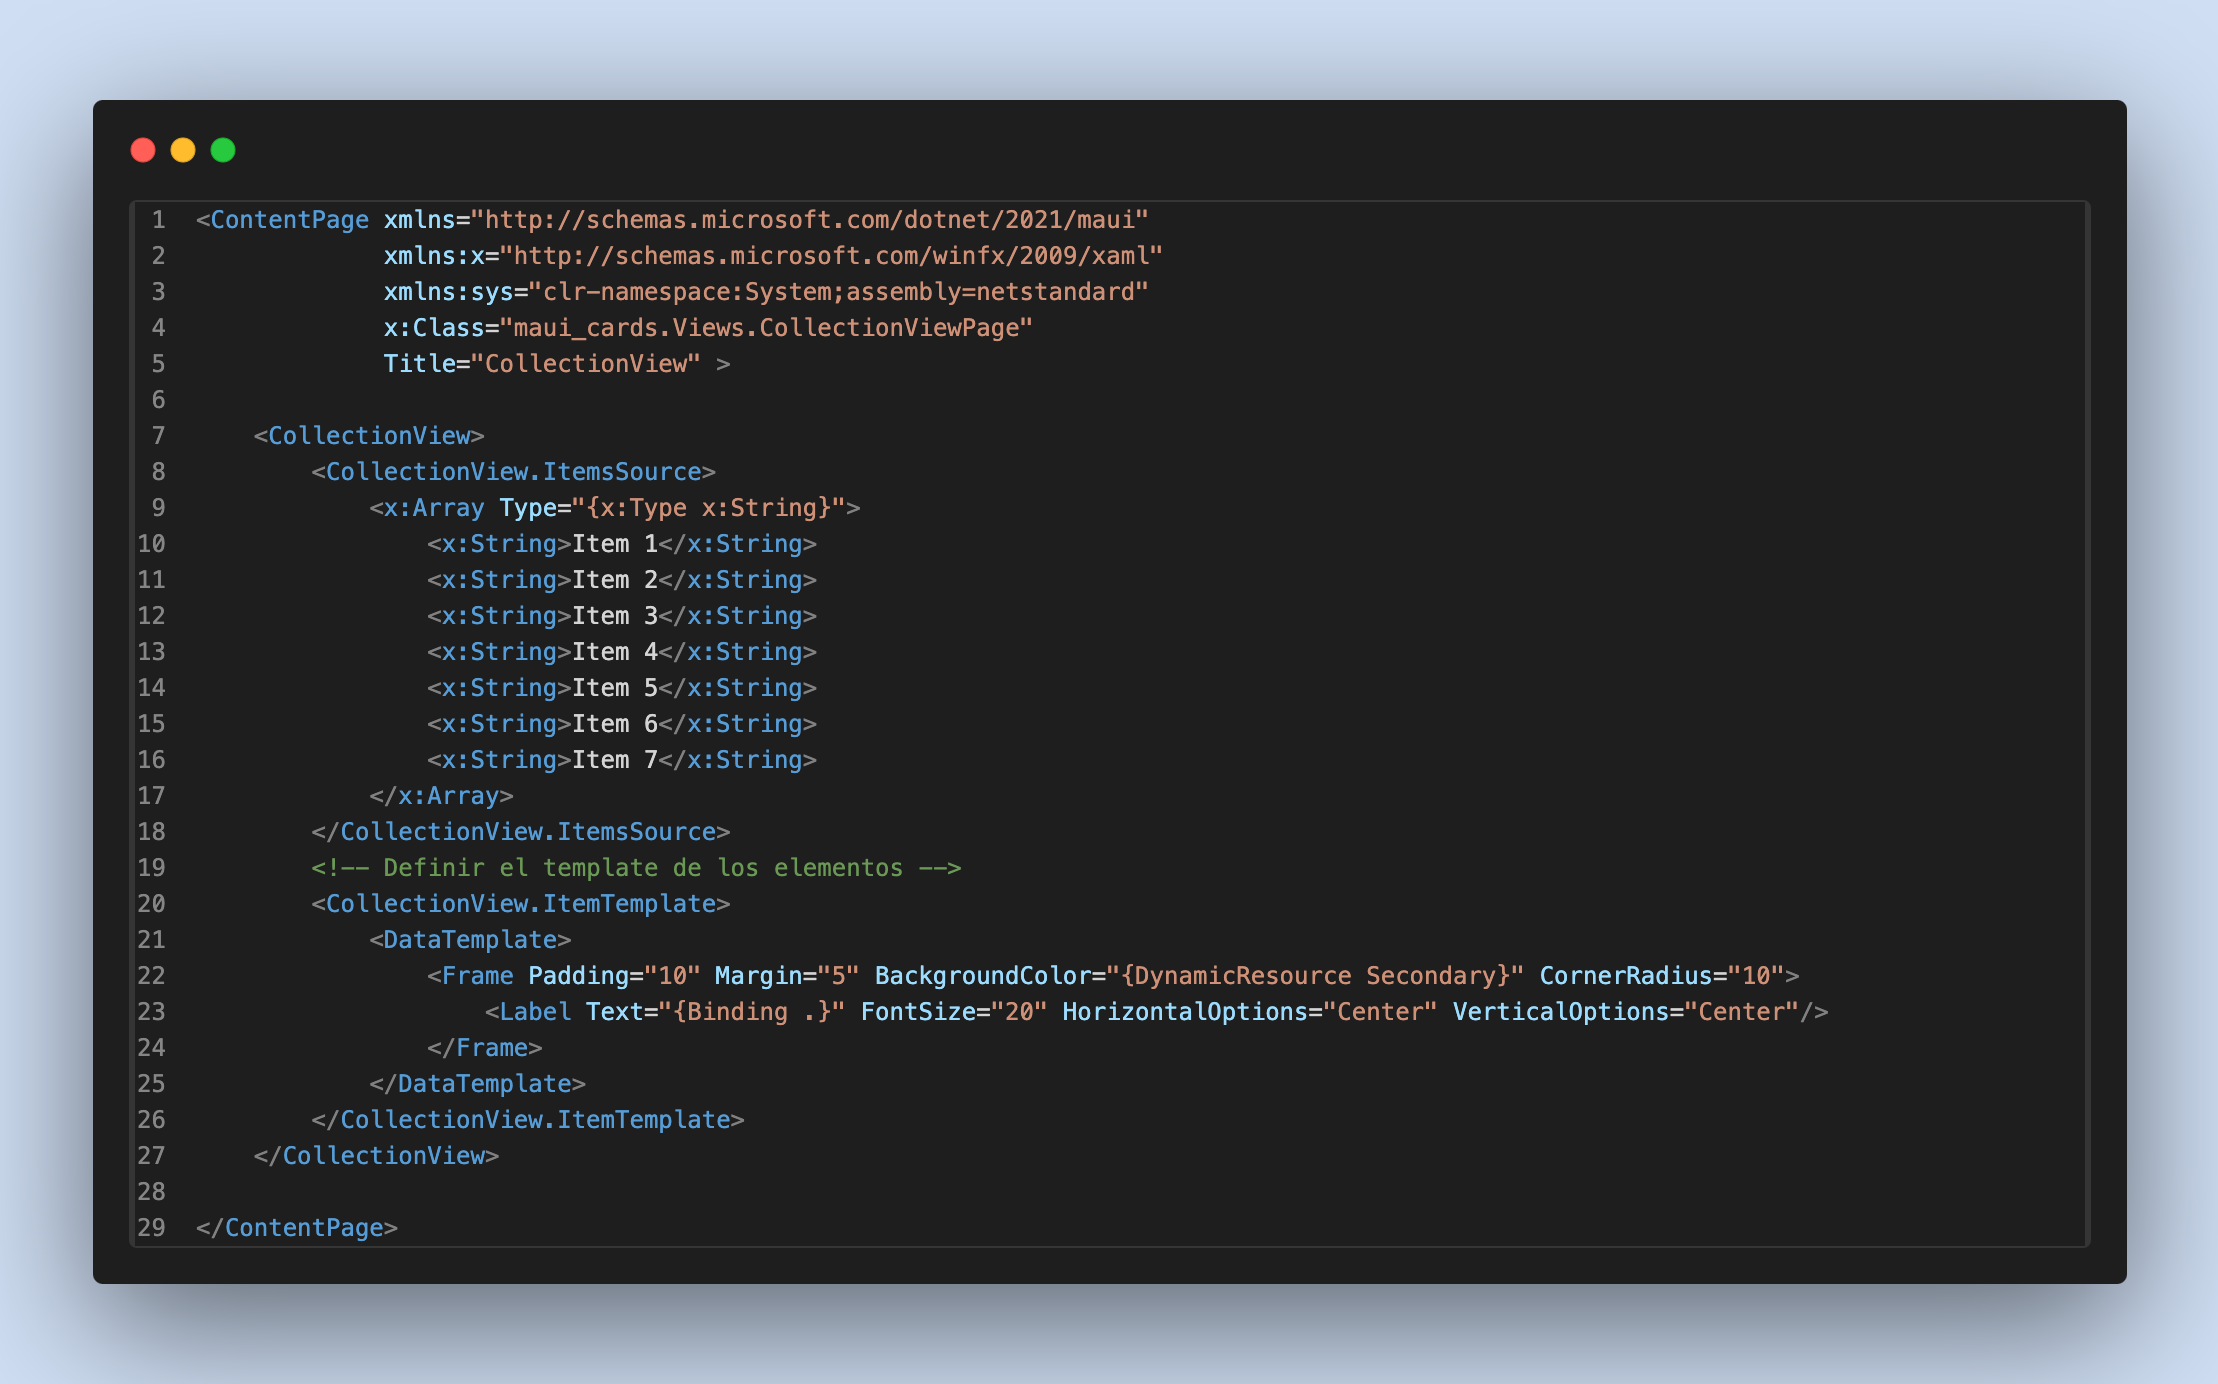 1 <ContentPage xmlns="http://schemas.microsoft.com/dotnet/2021/maui"
2              xmlns:x="http://schemas.microsoft.com/winfx/2009/xaml"
3              xmlns:sys="clr-namespace:System;assembly=netstandard"
4              x:Class="maui_cards.Views.CollectionViewPage"
5              Title="CollectionView" >
6
7     <CollectionView>
8         <CollectionView.ItemsSource>
9             <x:Array Type="{x:Type x:String}">
10                 <x:String>Item 1</x:String>
11                 <x:String>Item 2</x:String>
12                 <x:String>Item 3</x:String>
13                 <x:String>Item 4</x:String>
14                 <x:String>Item 5</x:String>
15                 <x:String>Item 6</x:String>
16                 <x:String>Item 7</x:String>
17             </x:Array>
18         </CollectionView.ItemsSource>
19         <!-- Definir el template de los elementos -->
20         <CollectionView.ItemTemplate>
21             <DataTemplate>
22                 <Frame Padding="10" Margin="5" BackgroundColor="{DynamicResource Secondary}" CornerRadius="10">
23                     <Label Text="{Binding .}" FontSize="20" HorizontalOptions="Center" VerticalOptions="Center"/>
24                 </Frame>
25             </DataTemplate>
26         </CollectionView.ItemTemplate>
27     </CollectionView>
28
29 </ContentPage>